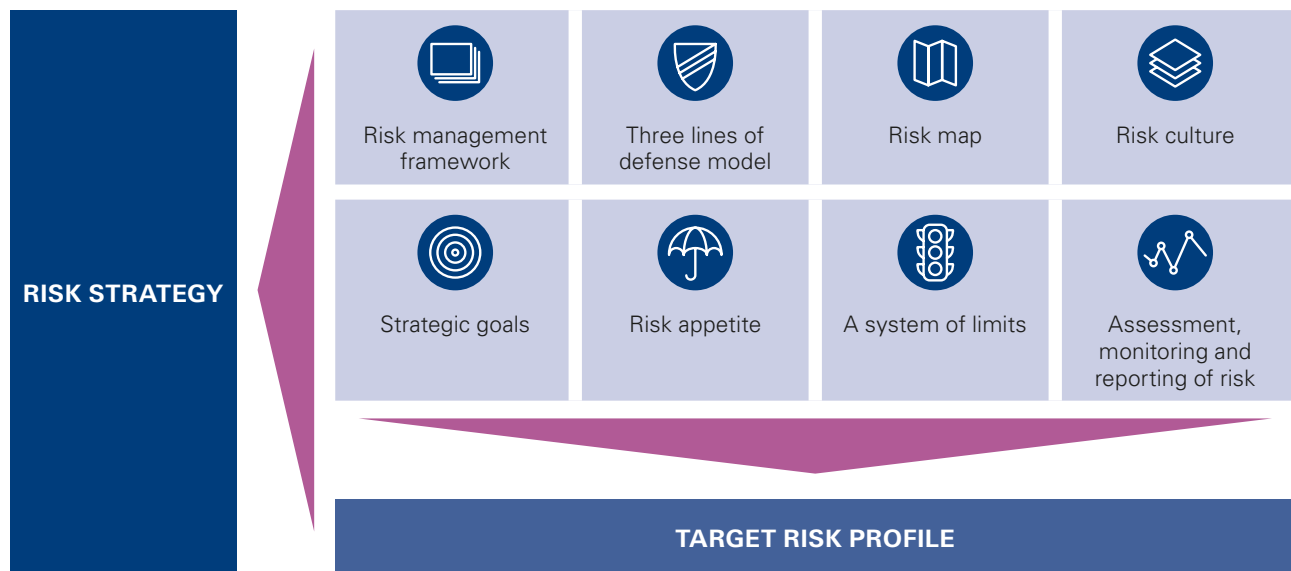 RISK STRATEGY
Risk management
framework
Three lines of
defense model
Risk map
Risk culture
Strategic goals
Risk appetite
A system of limits
Assessment,
monitoring and
reporting of risk
TARGET RISK PROFILE